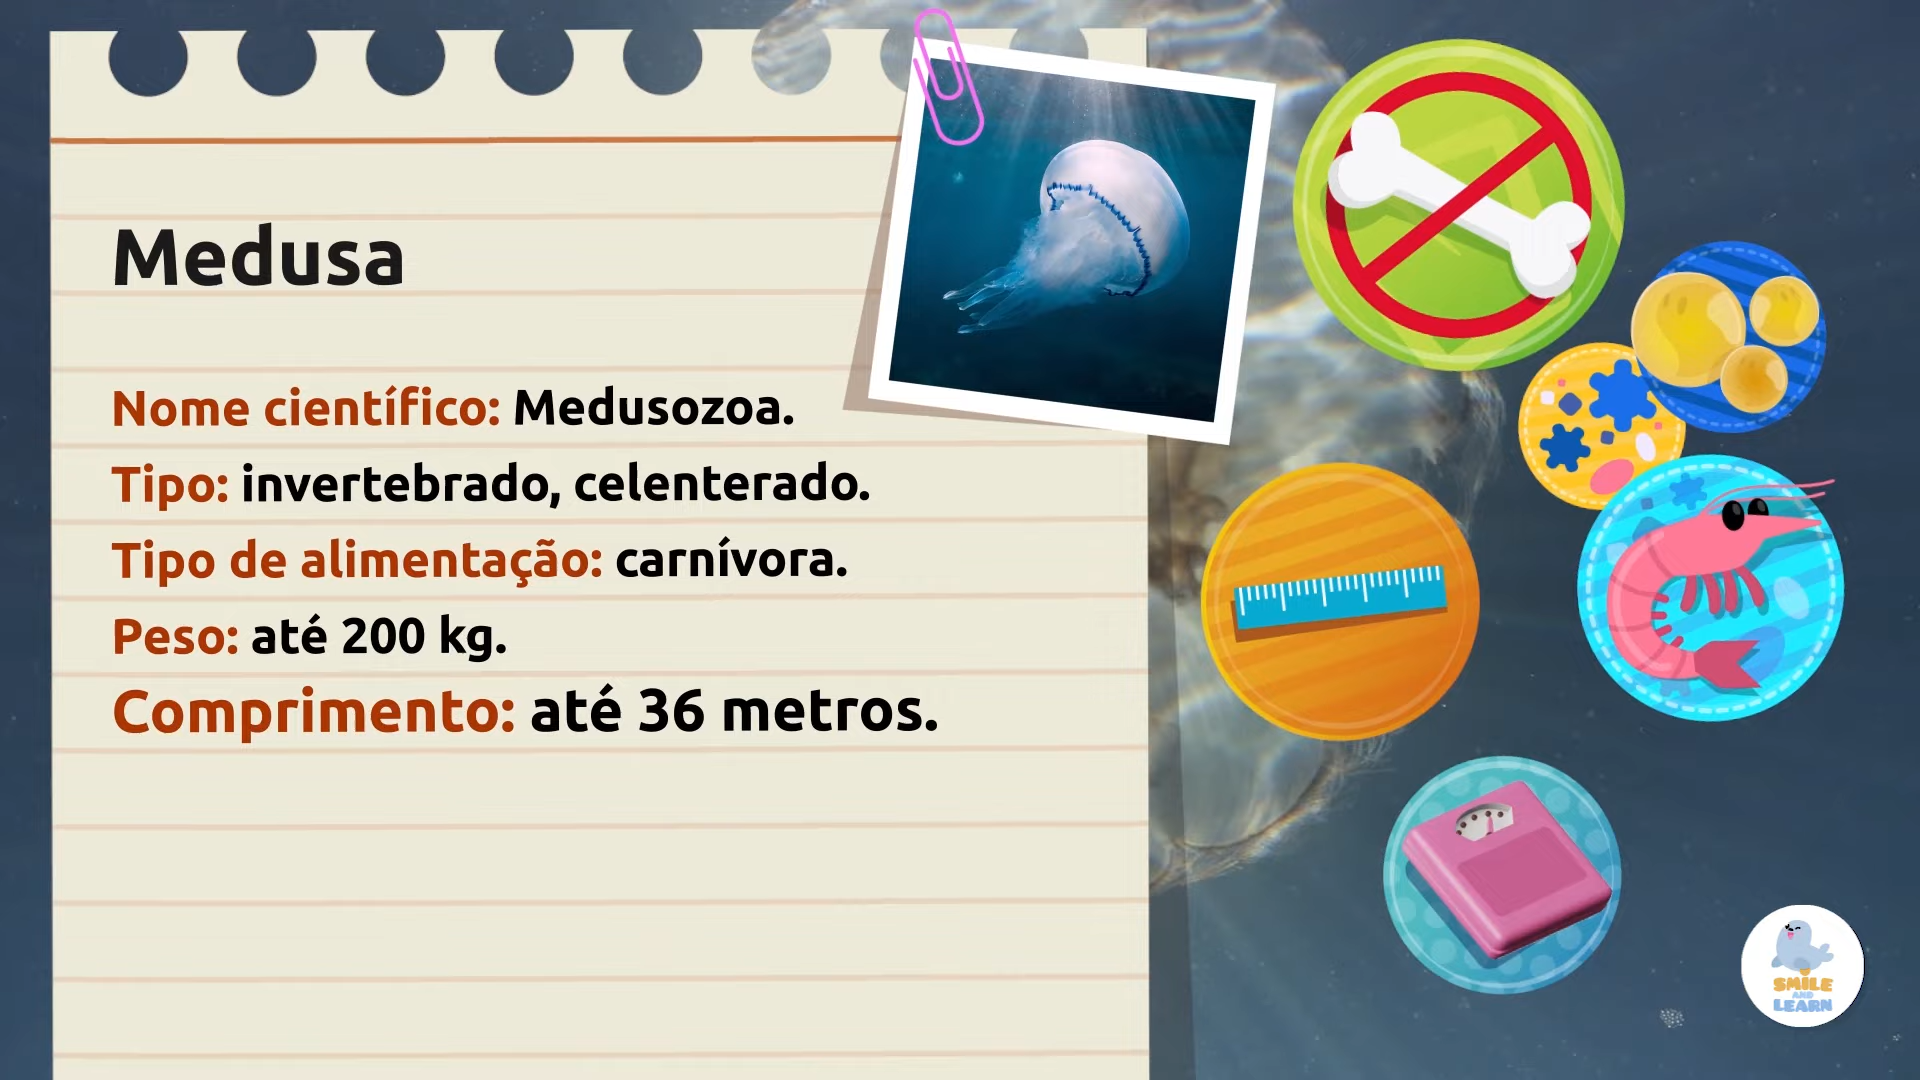 Medusa
Nome científico: Medusozoa.
Tipo: invertebrado, celenterado.
Tipo de alimentação: carnívora.
Peso: até 200 kg.
Comprimento: até 36 metros.
SMILE
AND
LEARN